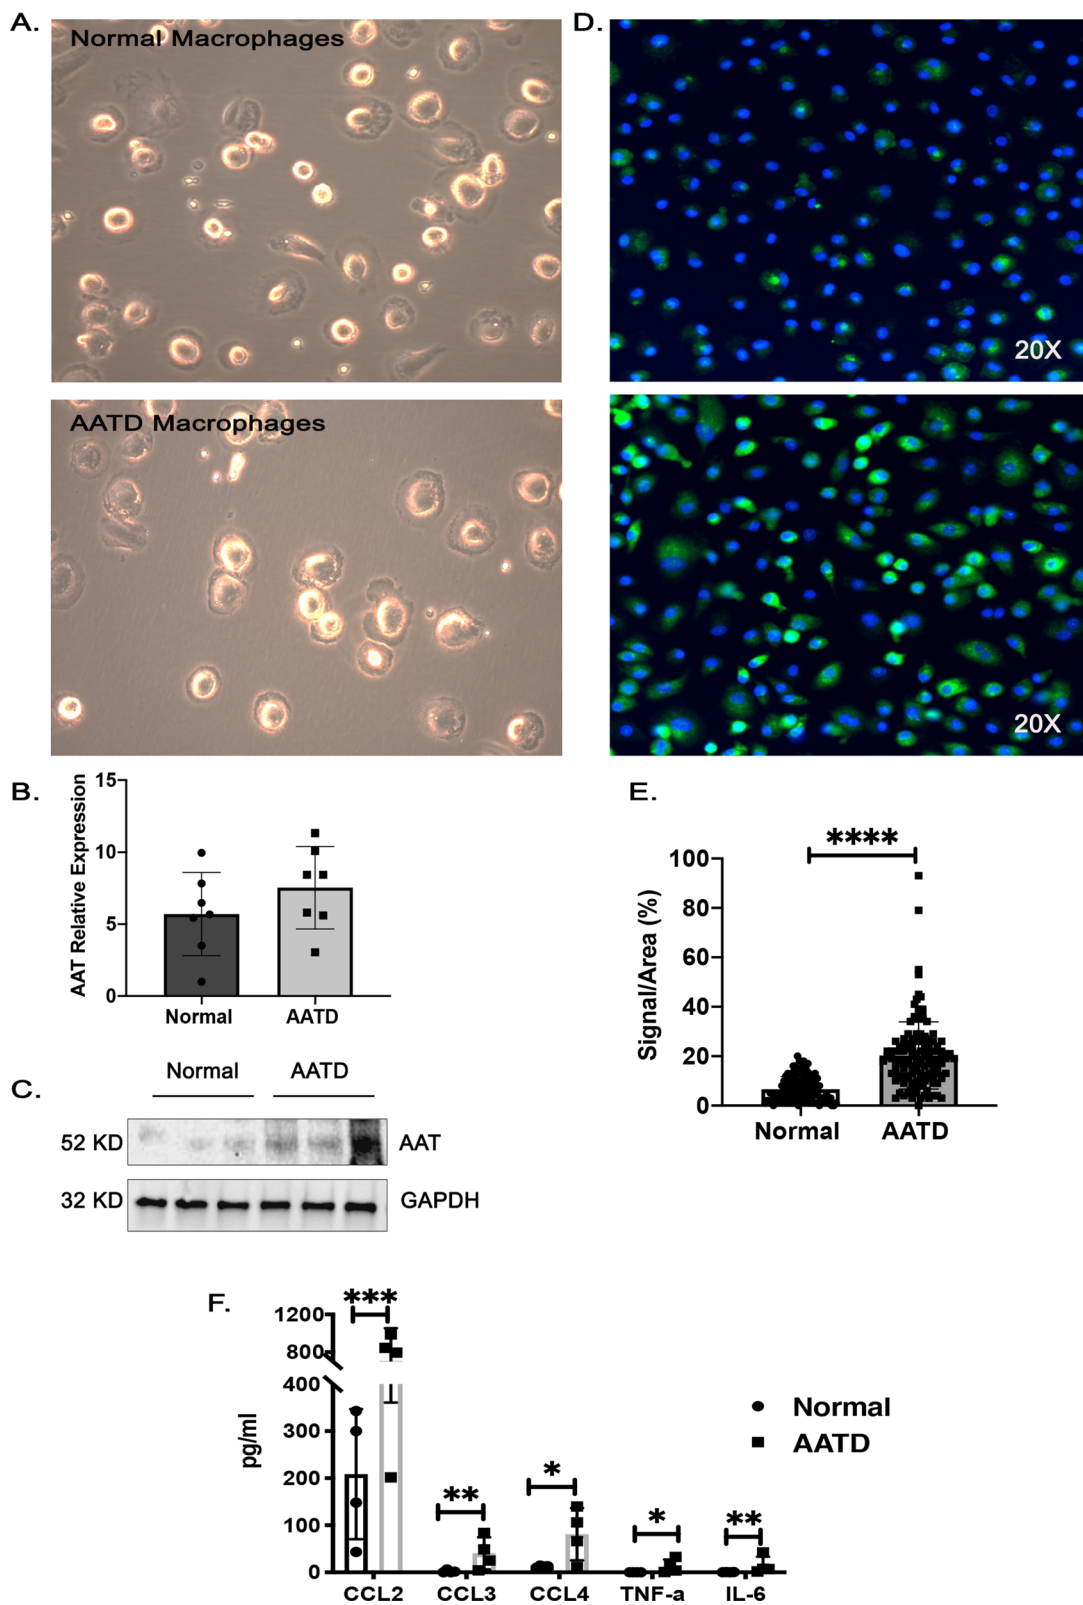 A.
Normal Macrophages
AATD Macrophages
D.
20X
20X
B.
AAT Relative Expression
15
10
5
0
Normal AATD
E.
****
Signal/Area (%)
100
80
60
40
20
0
Normal AATD
C.
Normal AATD
52 KD AAT
32 KD GAPDH
F.
pg/ml
1200
800
400
300
200
100
0
***
**
*
*
**
CCL2 CCL3 CCL4 TNF-a IL-6
Normal
AATD